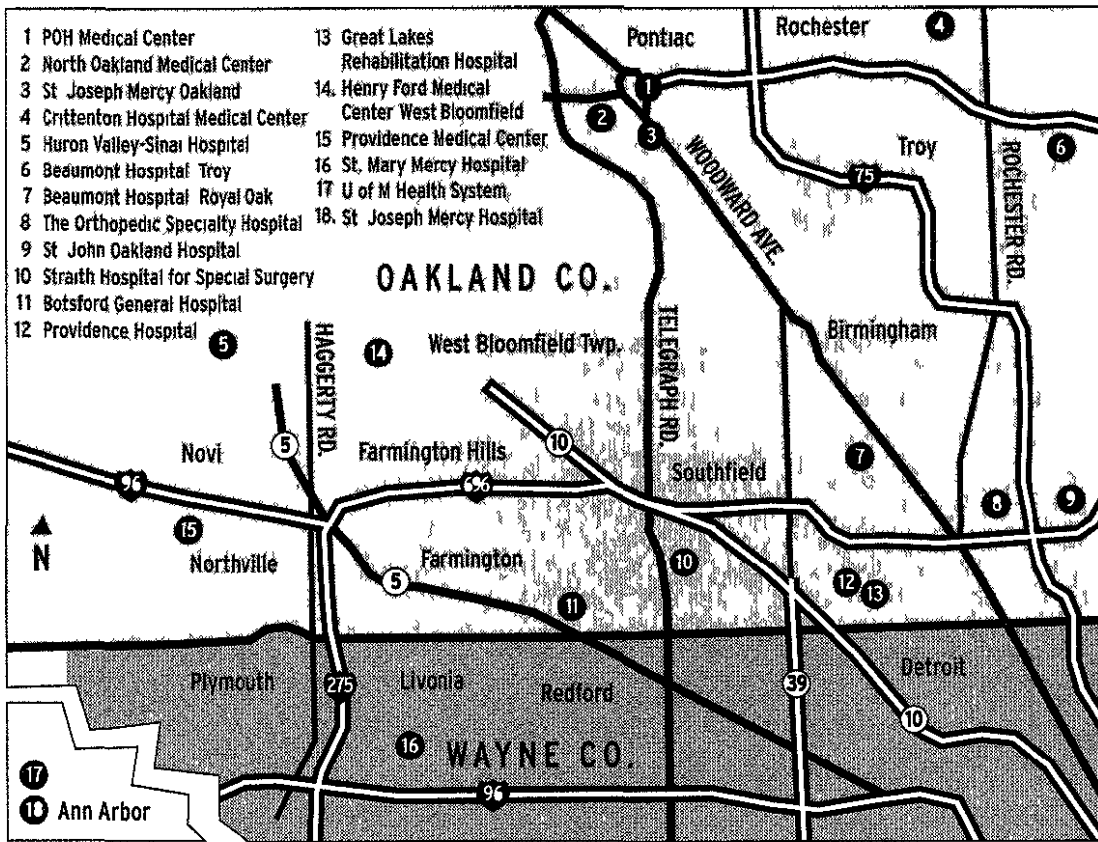 1 POH Medical Center
2 North Oakland Medical Center
3 St Joseph Mercy Oakland
4 Crittenton Hospital Medical Center
5 Huron Valley-Sinai Hospital
6 Beaumont Hospital Troy
7 Beaumont Hospital Royal Oak
8 The Orthopedic Specialty Hospital
9 St John Oakland Hospital
10 Straith Hospital for Special Surgery
11 Botsford General Hospital
12 Providence Hospital
13 Great Lakes
Rehabilitation Hospital
14. Henry Ford Medical
Center West Bloomfield
15 Providence Medical Center
16 St. Mary Mercy Hospital
17 U of M Health System
18. St Joseph Mercy Hospital
Pontiac
Rochester
4
1
2
3
6
Troy
75
WOODWARD AVE.
ROCHESTER RD.
OAKLAND CO.
5
HAGGERTY RD.
14
West Bloomfield Twp.
TELEGRAPH RD.
Birmingham
Novi
5
Farmington Hills
10
Southfield
7
96
696
8
9
15
N
Northville
Farmington
5
10
11
12
13
Plymouth
275
Livonia
Redford
39
Detroit
10
16
WAYNE CO.
96
17
18 Ann Arbor